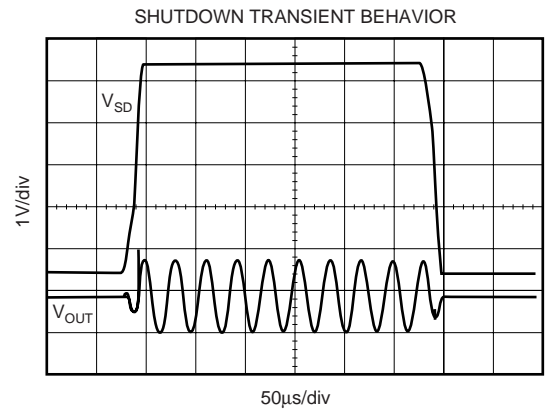 SHUTDOWN TRANSIENT BEHAVIOR
V_SD
1V/div
V_OUT
50μs/div